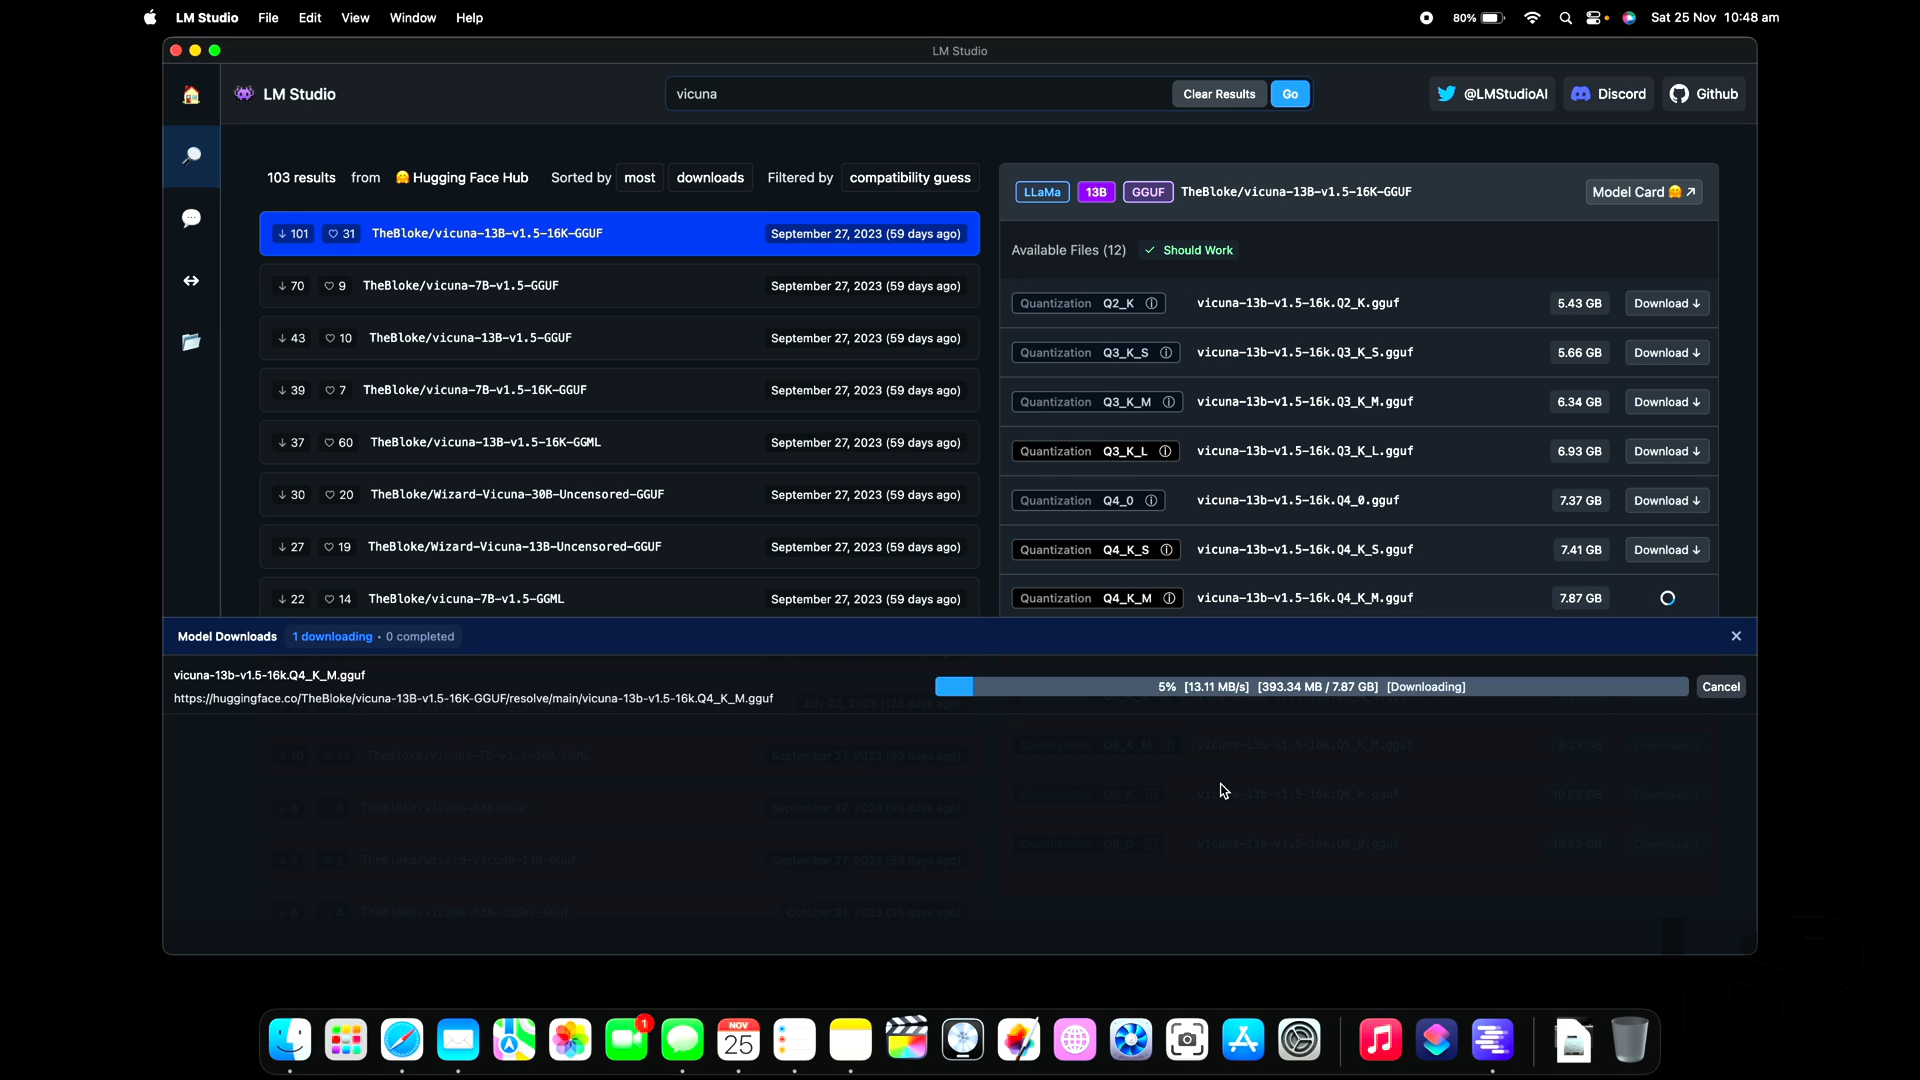 LM Studio File Edit View Window Help 80% Sat 25 Nov 10:48 am
LM Studio
LM Studio
vicuna
Clear Results
Go
@LMStudioAI
Discord
Github
103 results from Hugging Face Hub Sorted by most downloads Filtered by compatibility guess
101 31 TheBloke/vicuna-13B-v1.5-16K-GGUF September 27, 2023 (59 days ago)
70 9 TheBloke/vicuna-7B-v1.5-GGUF September 27, 2023 (59 days ago)
43 10 TheBloke/vicuna-13B-v1.5-GGUF September 27, 2023 (59 days ago)
39 7 TheBloke/vicuna-7B-v1.5-16K-GGUF September 27, 2023 (59 days ago)
37 60 TheBloke/vicuna-13B-v1.5-16K-GGML September 27, 2023 (59 days ago)
30 20 TheBloke/Wizard-Vicuna-30B-Uncensored-GGUF September 27, 2023 (59 days ago)
27 19 TheBloke/Wizard-Vicuna-13B-Uncensored-GGUF September 27, 2023 (59 days ago)
22 14 TheBloke/vicuna-7B-v1.5-GGML September 27, 2023 (59 days ago)
LLaMa 13B GGUF TheBloke/vicuna-13B-v1.5-16K-GGUF Model Card
Available Files (12) ✓ Should Work
Quantization Q2_K vicuna-13b-v1.5-16k.Q2_K.gguf 5.43 GB Download ↓
Quantization Q3_K_S vicuna-13b-v1.5-16k.Q3_K_S.gguf 5.66 GB Download ↓
Quantization Q3_K_M vicuna-13b-v1.5-16k.Q3_K_M.gguf 6.34 GB Download ↓
Quantization Q3_K_L vicuna-13b-v1.5-16k.Q3_K_L.gguf 6.93 GB Download ↓
Quantization Q4_0 vicuna-13b-v1.5-16k.Q4_0.gguf 7.37 GB Download ↓
Quantization Q4_K_S vicuna-13b-v1.5-16k.Q4_K_S.gguf 7.41 GB Download ↓
Quantization Q4_K_M vicuna-13b-v1.5-16k.Q4_K_M.gguf 7.87 GB
Model Downloads 1 downloading · 0 completed
vicuna-13b-v1.5-16k.Q4_K_M.gguf
https://huggingface.co/TheBloke/vicuna-13B-v1.5-16K-GGUF/resolve/main/vicuna-13b-v1.5-16k.Q4_K_M.gguf
5% [13.11 MB/s] [393.34 MB / 7.87 GB] [Downloading] Cancel
1
NOV
25